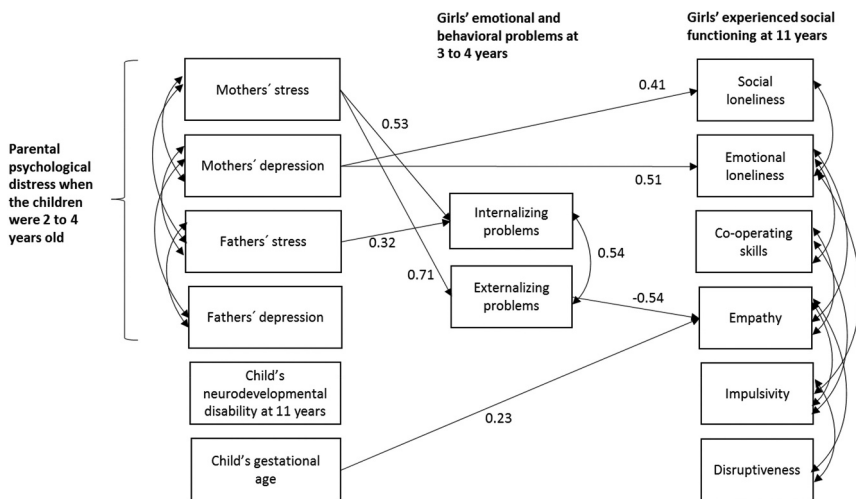 Girls' emotional and
behavioral problems at
3 to 4 years
Girls' experienced social
functioning at 11 years
Parental
psychological
distress when
the children
were 2 to 4
years old
Mothers´ stress
Mothers´ depression
Fathers´ stress
Fathers´ depression
Child's
neurodevelopmental
disability at 11 years
Child's gestational
age
0.53
0.32
0.71
Internalizing
problems
Externalizing
problems
0.54
0.41
0.51
-0.54
0.23
Social
loneliness
Emotional
loneliness
Co-operating
skills
Empathy
Impulsivity
Disruptiveness